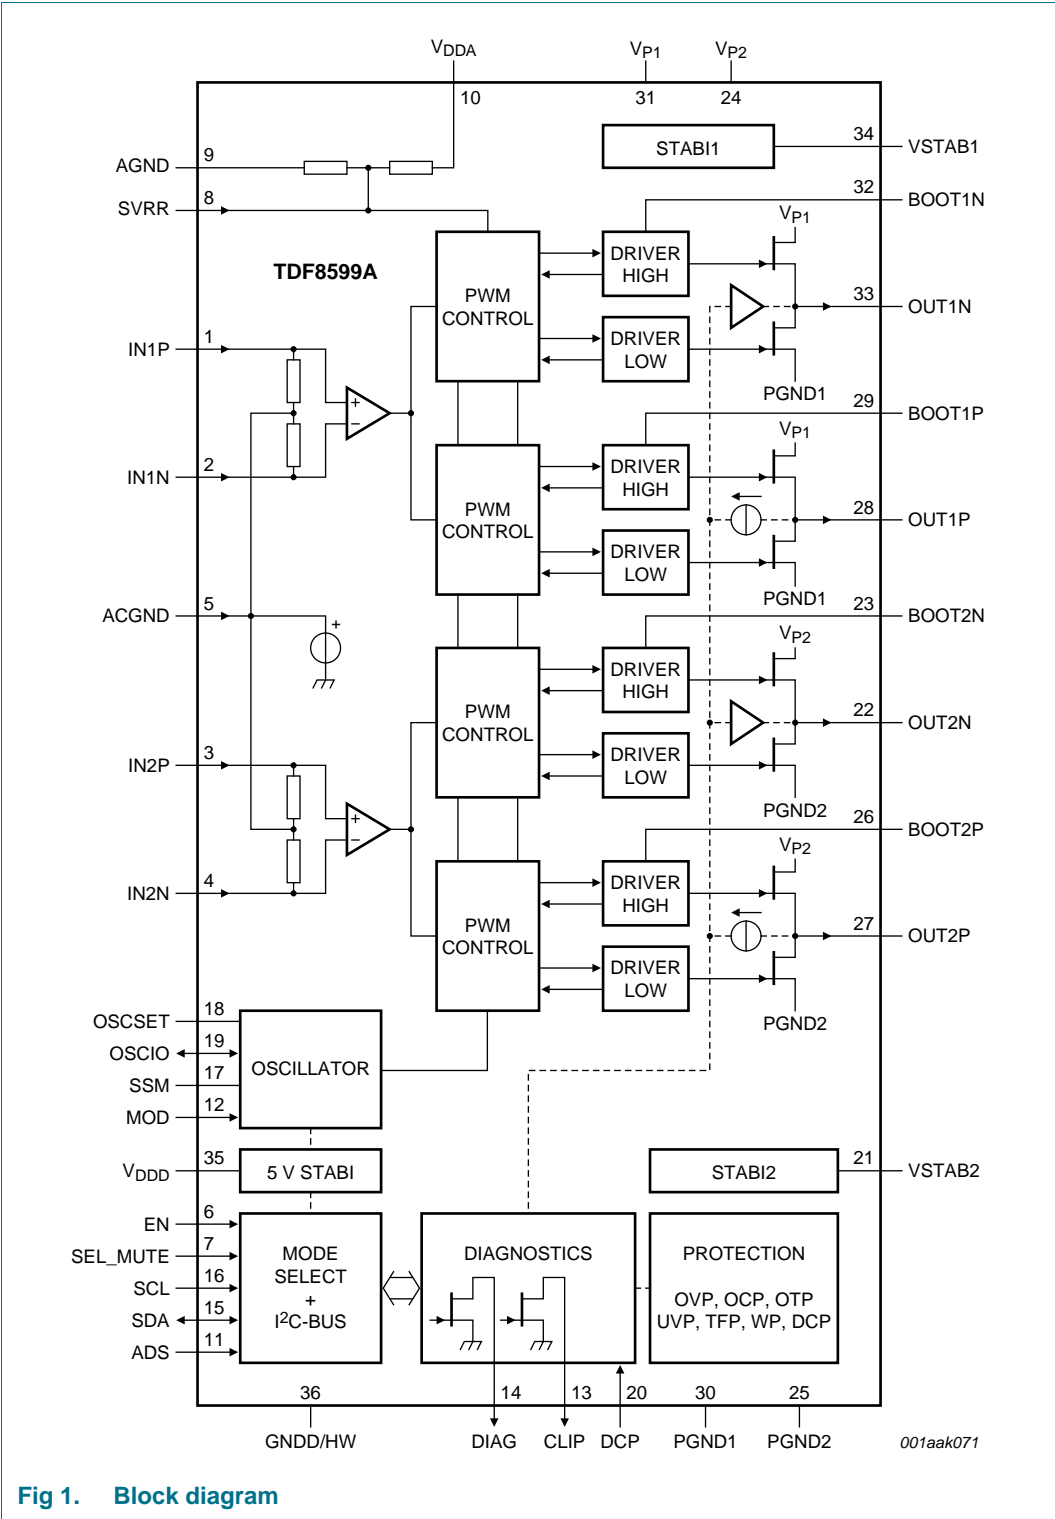 VDDA VP1 VP2
10 31 24
34
STABI1 VSTAB1
9
AGND
32
8 BOOT1N
SVRR VP1
TDF8599A
DRIVER
HIGH
PWM
CONTROL
33
OUT1N
1
IN1P
DRIVER
LOW
PGND1
29
+ BOOT1P
− VP1
2
IN1N
DRIVER
HIGH
PWM
CONTROL
28
OUT1P
DRIVER
LOW
PGND1
5 23
ACGND BOOT2N
+ VP2
DRIVER
HIGH
PWM
CONTROL
22
OUT2N
3
IN2P
DRIVER
LOW
PGND2
26
+ BOOT2P
− VP2
4
IN2N
DRIVER
HIGH
PWM
CONTROL
27
OUT2P
DRIVER
LOW
18 PGND2
OSCSET
19
OSCIO
OSCILLATOR
17
SSM
12
MOD
35 21
VDDD 5 V STABI STABI2 VSTAB2
6
EN
7
SEL_MUTE
MODE
SELECT
+
I2C-BUS
DIAGNOSTICS
PROTECTION
OVP, OCP, OTP
UVP, TFP, WP, DCP
16
SCL
15
SDA
11
ADS
36 14 13 20 30 25
GNDD/HW DIAG CLIP DCP PGND1 PGND2 001aak071
Fig 1. Block diagram